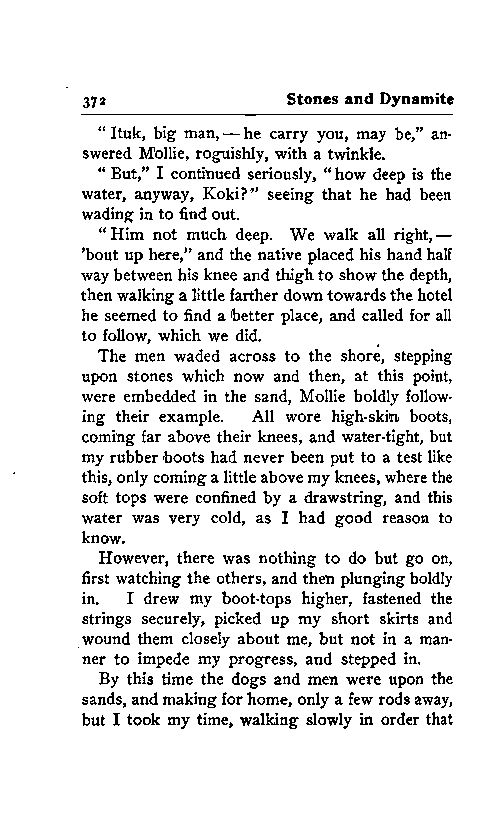 372 Stones and Dynamite
“ Ituk, big man, — he carry you, may be,” an-
swered Mollie, roguishly, with a twinkle.
“ But,” I continued seriously, “ how deep is the
water, anyway, Koki? ” seeing that he had been
wading in to find out.
“ Him not much deep. We walk all right, —
’bout up here,” and the native placed his hand half
way between his knee and thigh to show the depth,
then walking a little farther down towards the hotel
he seemed to find a better place, and called for all
to follow, which we did.
The men waded across to the shore, stepping
upon stones which now and then, at this point,
were embedded in the sand, Mollie boldly follow-
ing their example. All wore high-skin boots,
coming far above their knees, and water-tight, but
my rubber boots had never been put to a test like
this, only coming a little above my knees, where the
soft tops were confined by a drawstring, and this
water was very cold, as I had good reason to
know.
However, there was nothing to do but go on,
first watching the others, and then plunging boldly
in. I drew my boot-tops higher, fastened the
strings securely, picked up my short skirts and
wound them closely about me, but not in a man-
ner to impede my progress, and stepped in.
By this time the dogs and men were upon the
sands, and making for home, only a few rods away,
but I took my time, walking slowly in order that